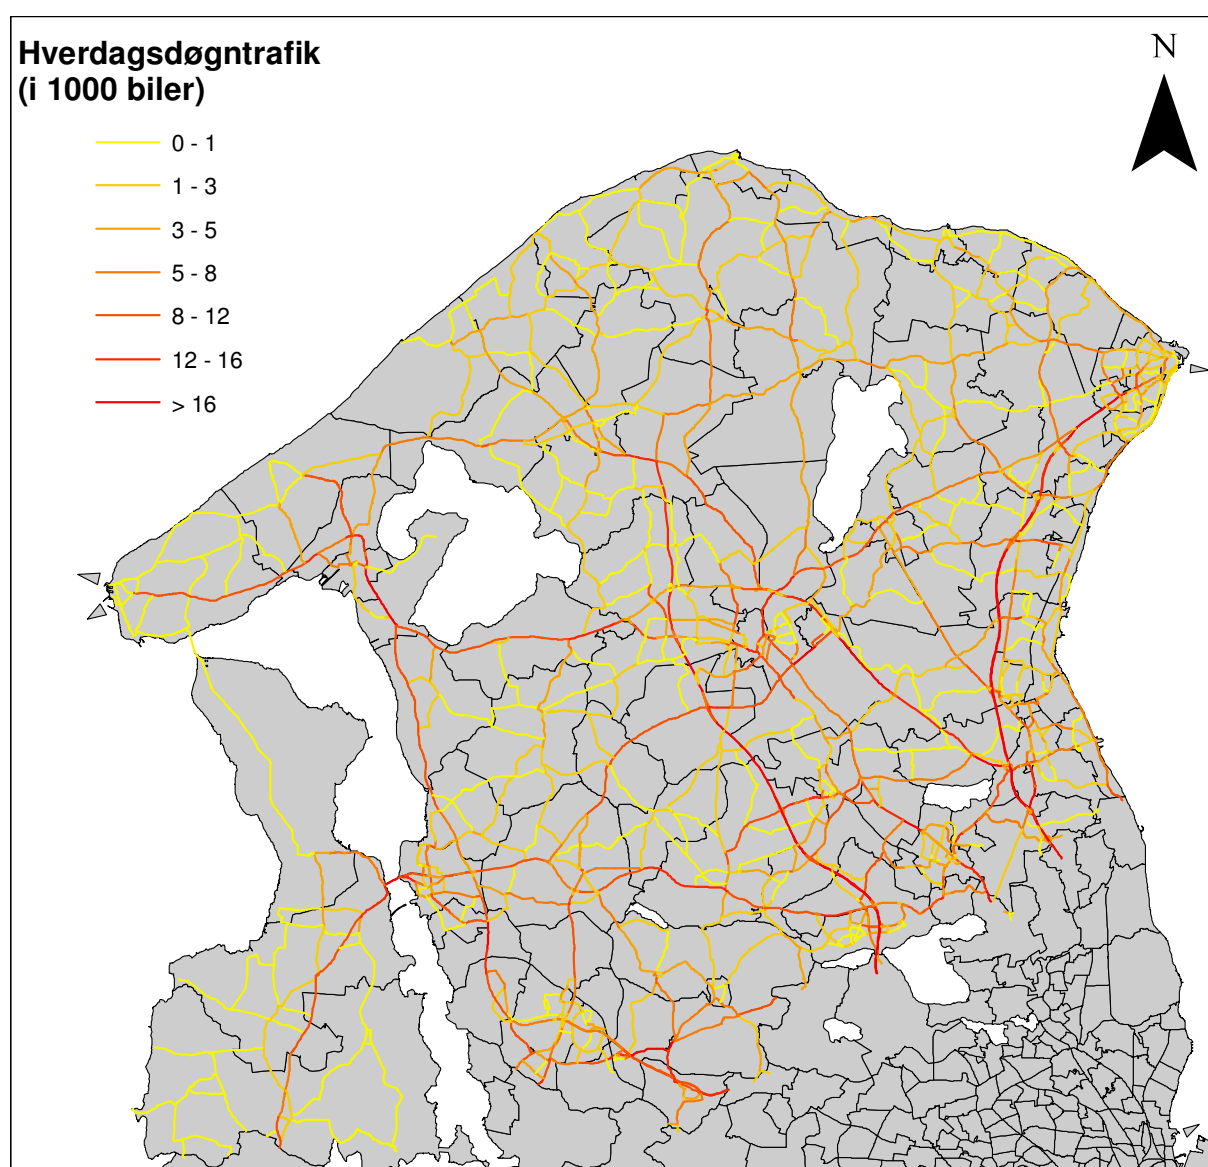 Hverdagsdøgntrafik
(i 1000 biler)
N
0 - 1
1 - 3
3 - 5
5 - 8
8 - 12
12 - 16
> 16